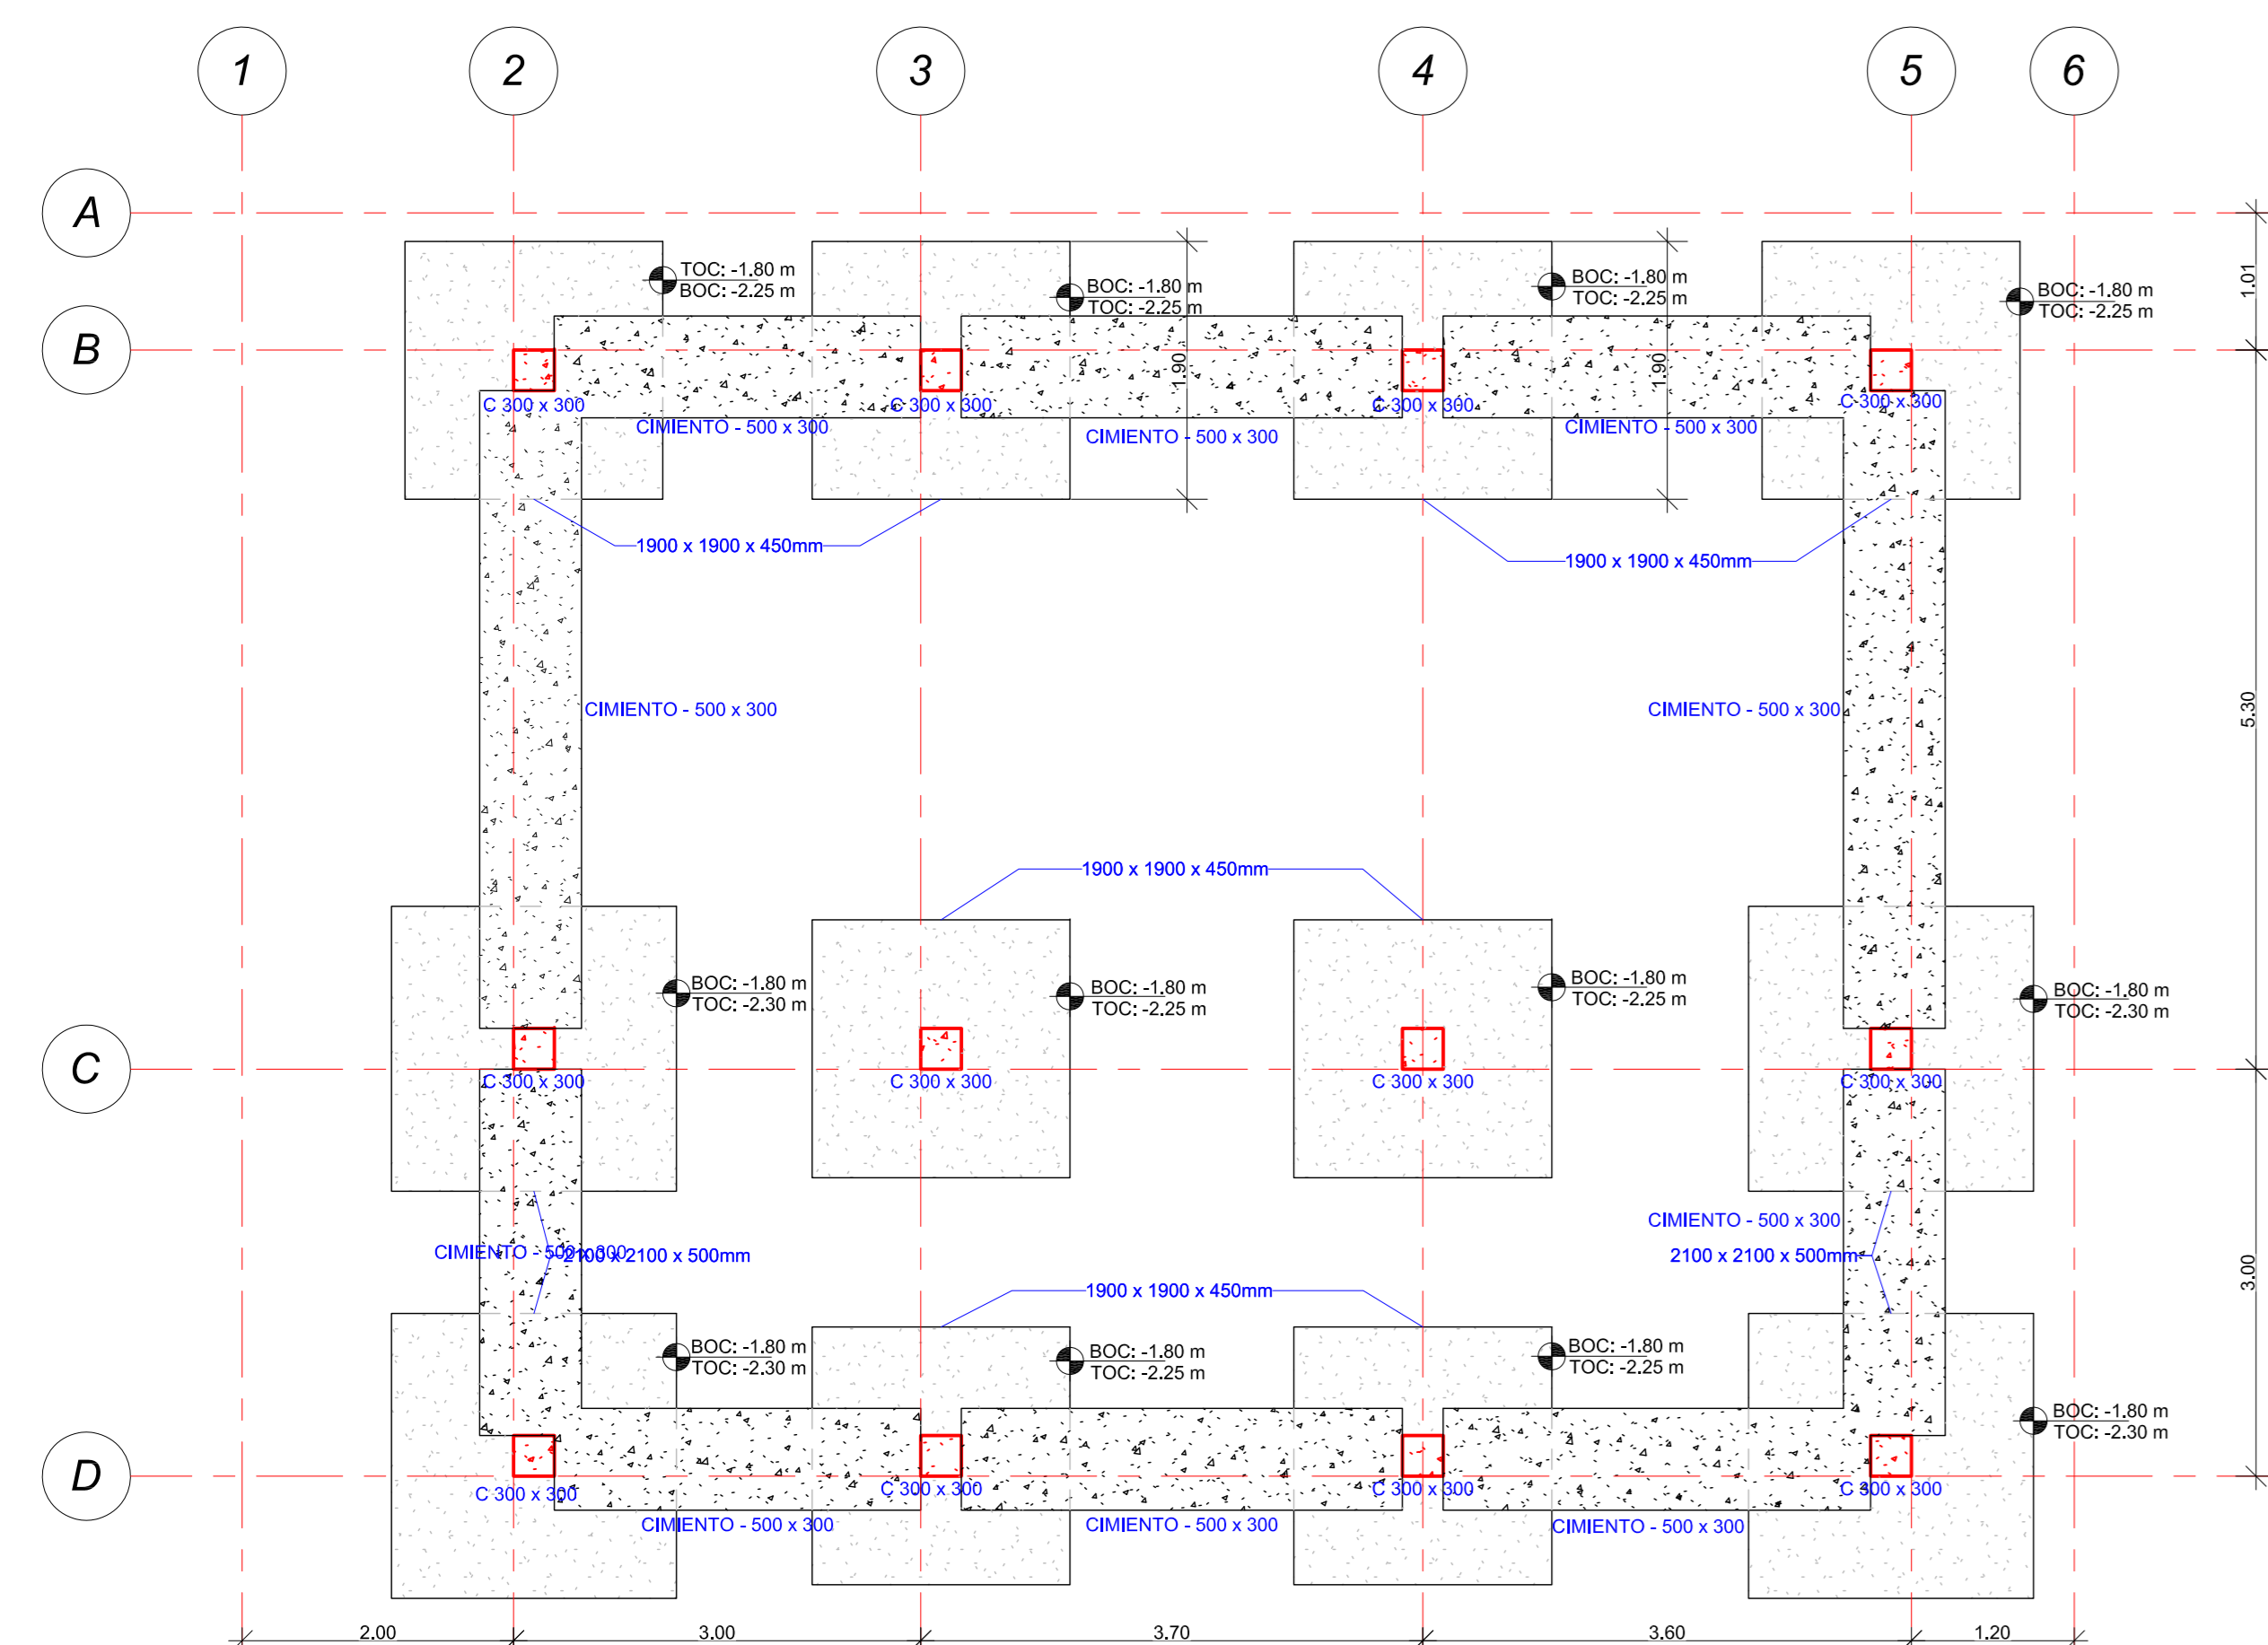 1 2 3 4 5 6
A
TOC: -1.80 m
BOC: -2.25 m
BOC: -1.80 m
TOC: -2.25 m
BOC: -1.80 m
TOC: -2.25 m
BOC: -1.80 m
TOC: -2.25 m
1.01
B
1.90
1.90
C 300 x 300
C 300 x 300
C 300 x 300
C 300 x 300
CIMIENTO - 500 x 300
CIMIENTO - 500 x 300
CIMIENTO - 500 x 300
1900 x 1900 x 450mm
1900 x 1900 x 450mm
CIMIENTO - 500 x 300
CIMIENTO - 500 x 300
5.30
1900 x 1900 x 450mm
BOC: -1.80 m
TOC: -2.30 m
BOC: -1.80 m
TOC: -2.25 m
BOC: -1.80 m
TOC: -2.25 m
BOC: -1.80 m
TOC: -2.30 m
C
C 300 x 300
C 300 x 300
C 300 x 300
C 300 x 300
CIMIENTO - 500 x 300
2100 x 2100 x 500mm
CIMIENTO - 500 x 300
2100 x 2100 x 500mm
3.00
1900 x 1900 x 450mm
BOC: -1.80 m
TOC: -2.30 m
BOC: -1.80 m
TOC: -2.25 m
BOC: -1.80 m
TOC: -2.25 m
BOC: -1.80 m
TOC: -2.30 m
D
C 300 x 300
C 300 x 300
C 300 x 300
C 300 x 300
CIMIENTO - 500 x 300
CIMIENTO - 500 x 300
CIMIENTO - 500 x 300
2.00 3.00 3.70 3.60 1.20